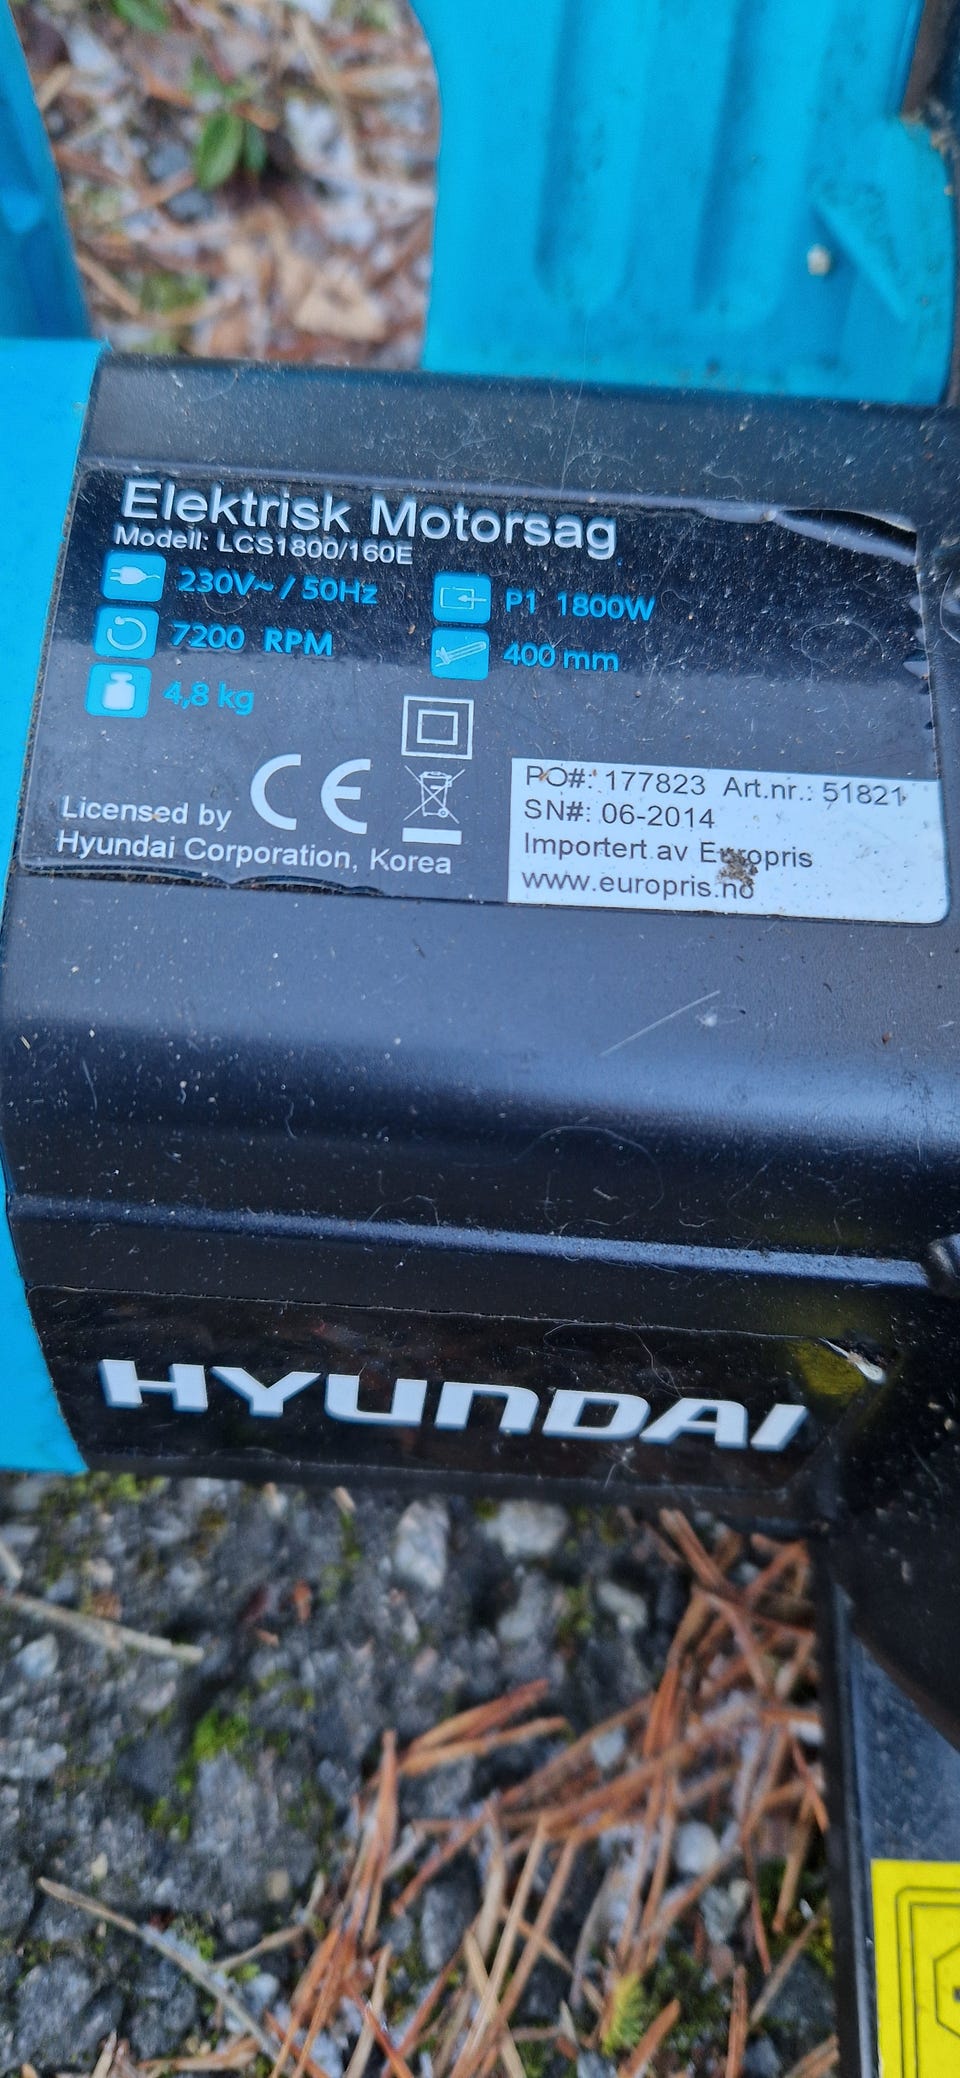 Elektrisk Motorsag
Modell: LCS1800/160E
230V~ / 50Hz
P1 1800W
7200 RPM
400 mm
4,8 kg
CE
Licensed by
Hyundai Corporation, Korea
PO#: 177823 Art.nr.: 51821
SN#: 06-2014
Importert av Europris
www.europris.no
HYUNDAI